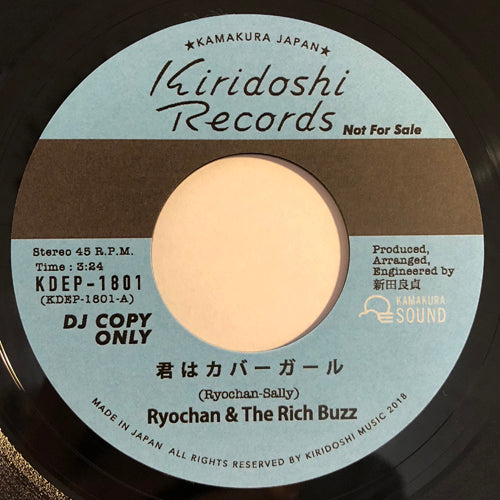 ★KAMAKURA JAPAN★
Kiridoshi
Records
Not For Sale
Stereo 45 R.P.M.
Time : 3:24
KDEP-1801
(KDEP-1801-A)
DJ COPY
ONLY
Produced,
Arranged,
Engineered by
新田良貞
KAMAKURA
SOUND
君はカバーガール
(Ryochan-Sally)
Ryochan & The Rich Buzz
MADE IN JAPAN ALL RIGHTS RESERVED BY KIRIDOSHI MUSIC 2018